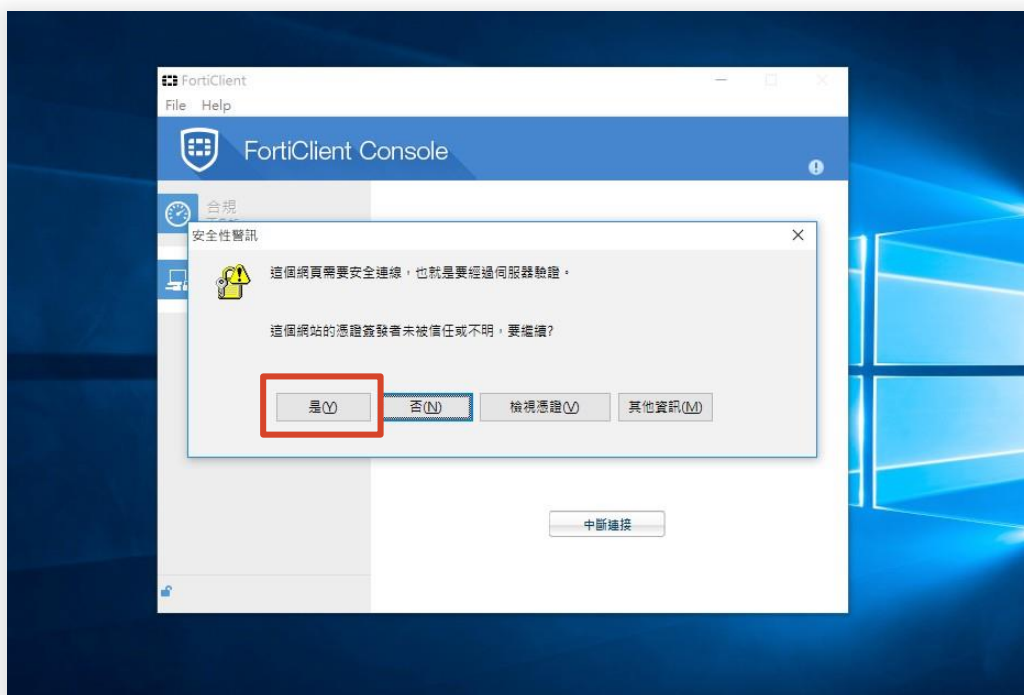 FortiClient
File Help
FortiClient Console
合規
安全性警訊
這個網頁需要安全連線，也就是要經過伺服器驗證。
這個網站的憑證簽發者未被信任或不明，要繼續?
是(Y) 否(N) 檢視憑證(V) 其他資訊(M)
中斷連接